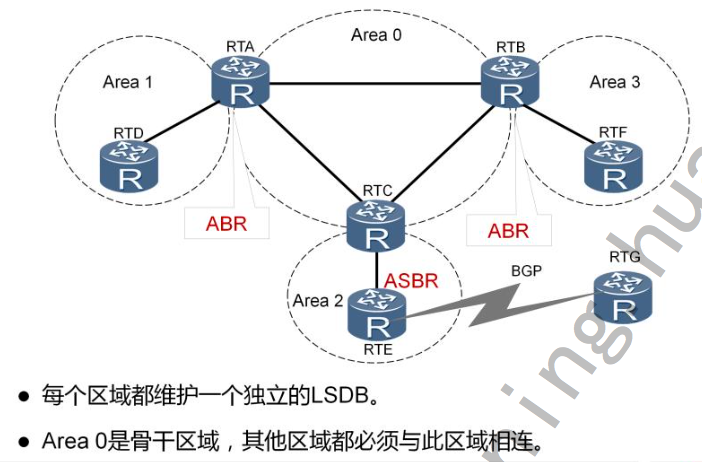 Area 0
RTA
RTB
Area 1
Area 3
RTD
RTF
R
R
R
R
RTC
ABR
ABR
R
RTG
BGP
ASBR
Area 2
R
R
RTE
● 每个区域都维护一个独立的LSDB。
● Area 0是骨干区域，其他区域都必须与此区域相连。